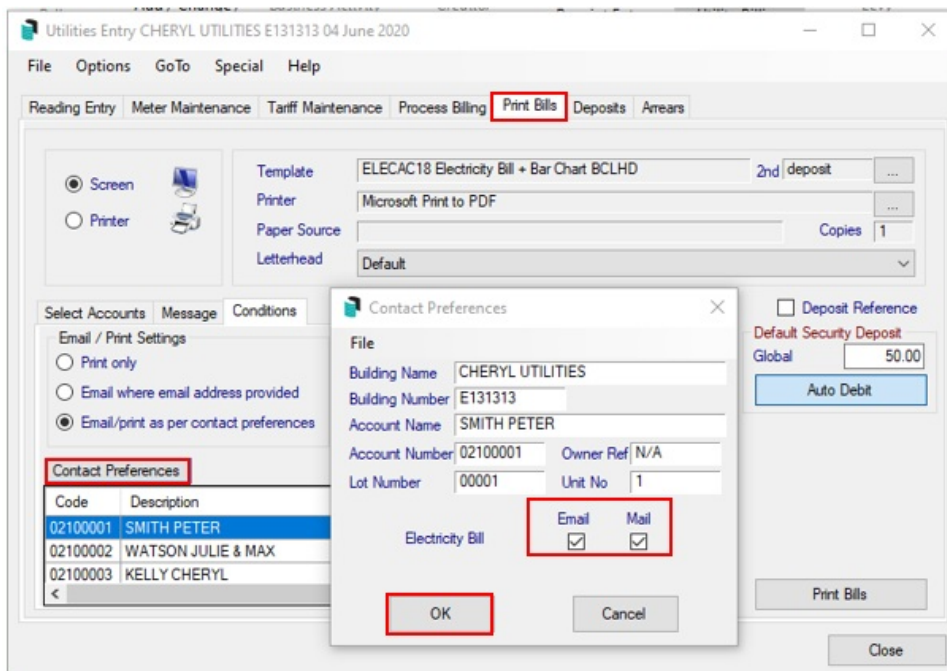 Utilities Entry CHERYL UTILITIES E131313 04 June 2020
File Options GoTo Special Help
Reading Entry Meter Maintenance Tariff Maintenance Process Billing Print Bills Deposits Arrears
Screen
Printer
Template ELECAC18 Electricity Bill + Bar Chart BCLHD 2nd deposit ...
Printer Microsoft Print to PDF ...
Paper Source Copies 1
Letterhead Default
Select Accounts Message Conditions
Email / Print Settings
Print only
Email where email address provided
Email/print as per contact preferences
Contact Preferences
Code Description
02100001 SMITH PETER
02100002 WATSON JULIE & MAX
02100003 KELLY CHERYL
Contact Preferences
File
Building Name CHERYL UTILITIES
Building Number E131313
Account Name SMITH PETER
Account Number 02100001 Owner Ref N/A
Lot Number 00001 Unit No 1
Email Mail
Electricity Bill
OK Cancel
Deposit Reference
Default Security Deposit
Global 50.00
Auto Debit
Print Bills
Close